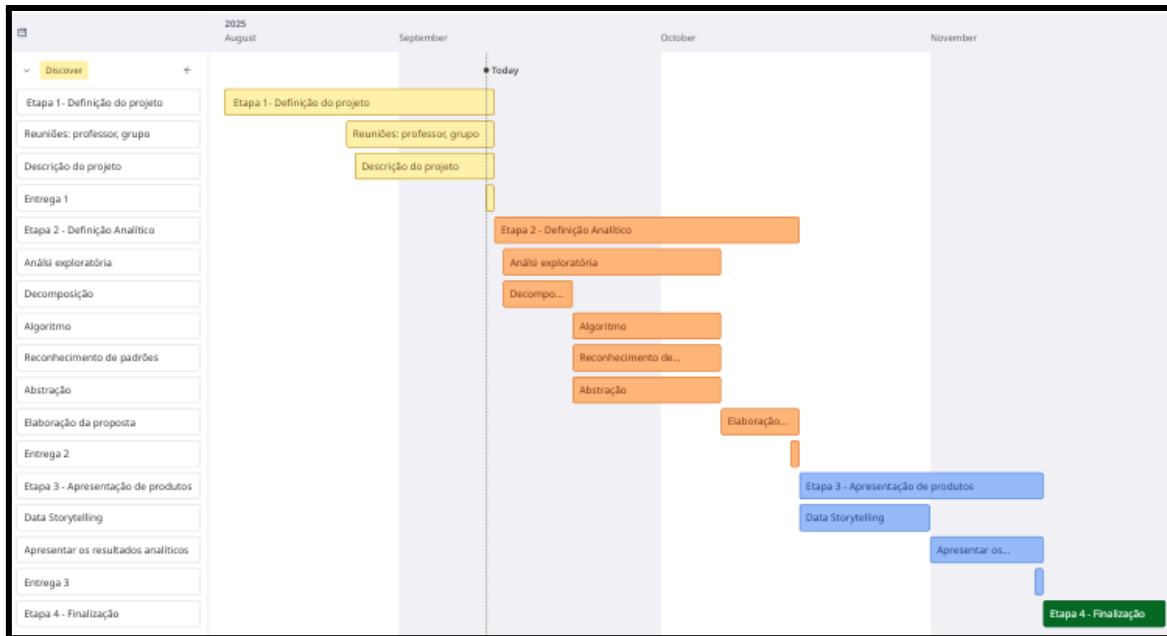 2025
August September October November
Discover
Today
Etapa 1- Definição do projeto Etapa 1- Definição do projeto
Reuniões: professor, grupo Reuniões: professor, grupo
Descrição do projeto Descrição do projeto
Entrega 1
Etapa 2 - Definição Analítico Etapa 2 - Definição Analítico
Análsi exploratória Análsi exploratória
Decomposição Decompo...
Algoritmo Algoritmo
Reconhecimento de padrões Reconhecimento de...
Abstração Abstração
Elaboração da proposta Elaboração...
Entrega 2
Etapa 3 - Apresentação de produtos Etapa 3 - Apresentação de produtos
Data Storytelling Data Storytelling
Apresentar os resultados analíticos Apresentar os...
Entrega 3
Etapa 4 - Finalização Etapa 4 - Finalização